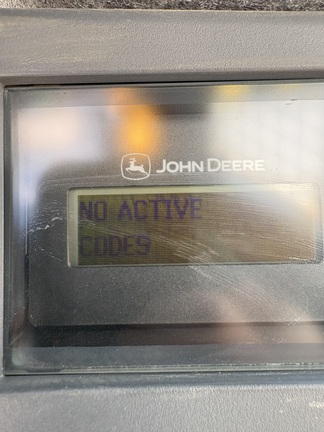 JOHN DEERE
NO ACTIVE
CODES